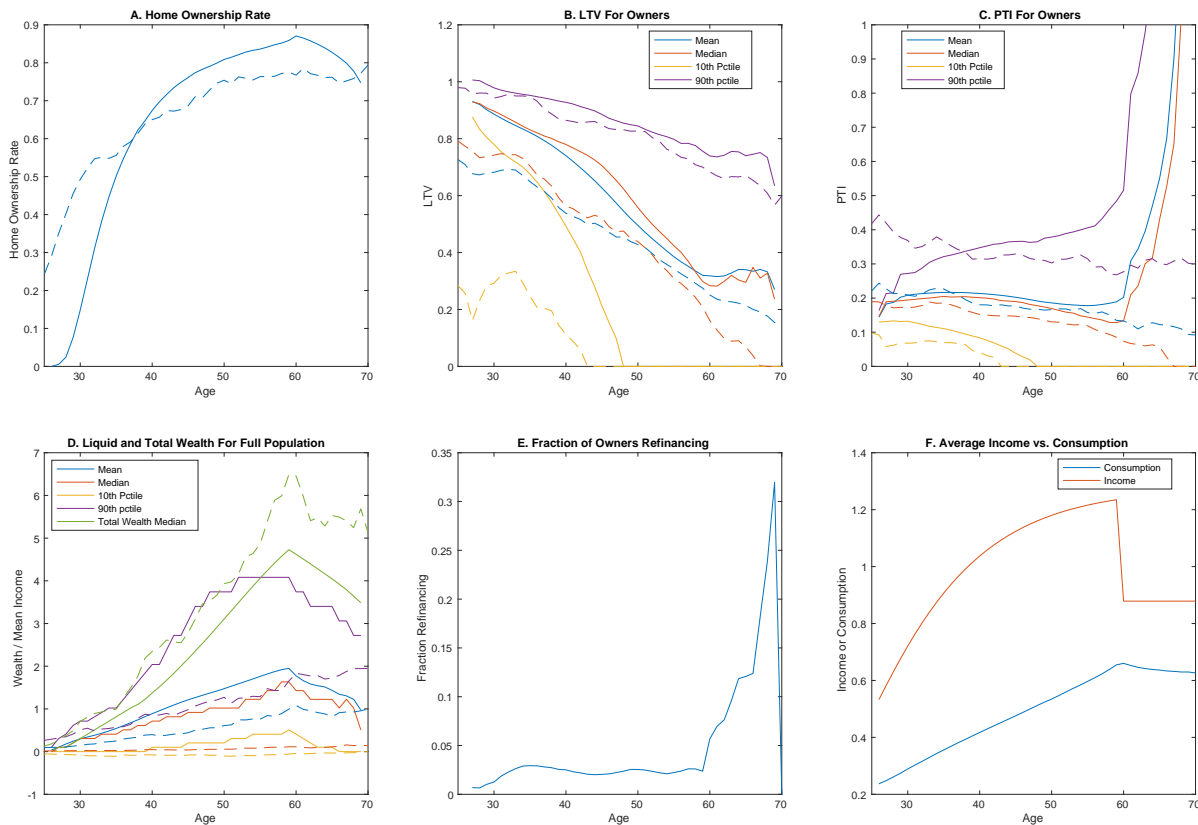 A. Home Ownership Rate
0.9
0.8
0.7
0.6
0.5
0.4
0.3
0.2
0.1
0
Home Ownership Rate
30 40 50 60 70
Age
B. LTV For Owners
1.2
1
0.8
0.6
0.4
0.2
0
LTV
Mean
Median
10th Pctile
90th pctile
30 40 50 60 70
Age
C. PTI For Owners
1
0.9
0.8
0.7
0.6
0.5
0.4
0.3
0.2
0.1
0
PTI
Mean
Median
10th Pctile
90th pctile
30 40 50 60 70
Age
D. Liquid and Total Wealth For Full Population
7
6
5
4
3
2
1
0
-1
Wealth / Mean Income
Mean
Median
10th Pctile
90th pctile
Total Wealth Median
30 40 50 60 70
Age
E. Fraction of Owners Refinancing
0.35
0.3
0.25
0.2
0.15
0.1
0.05
0
Fraction Refinancing
30 40 50 60 70
Age
F. Average Income vs. Consumption
1.4
1.2
1
0.8
0.6
0.4
0.2
Income or Consumption
Consumption
Income
30 40 50 60 70
Age